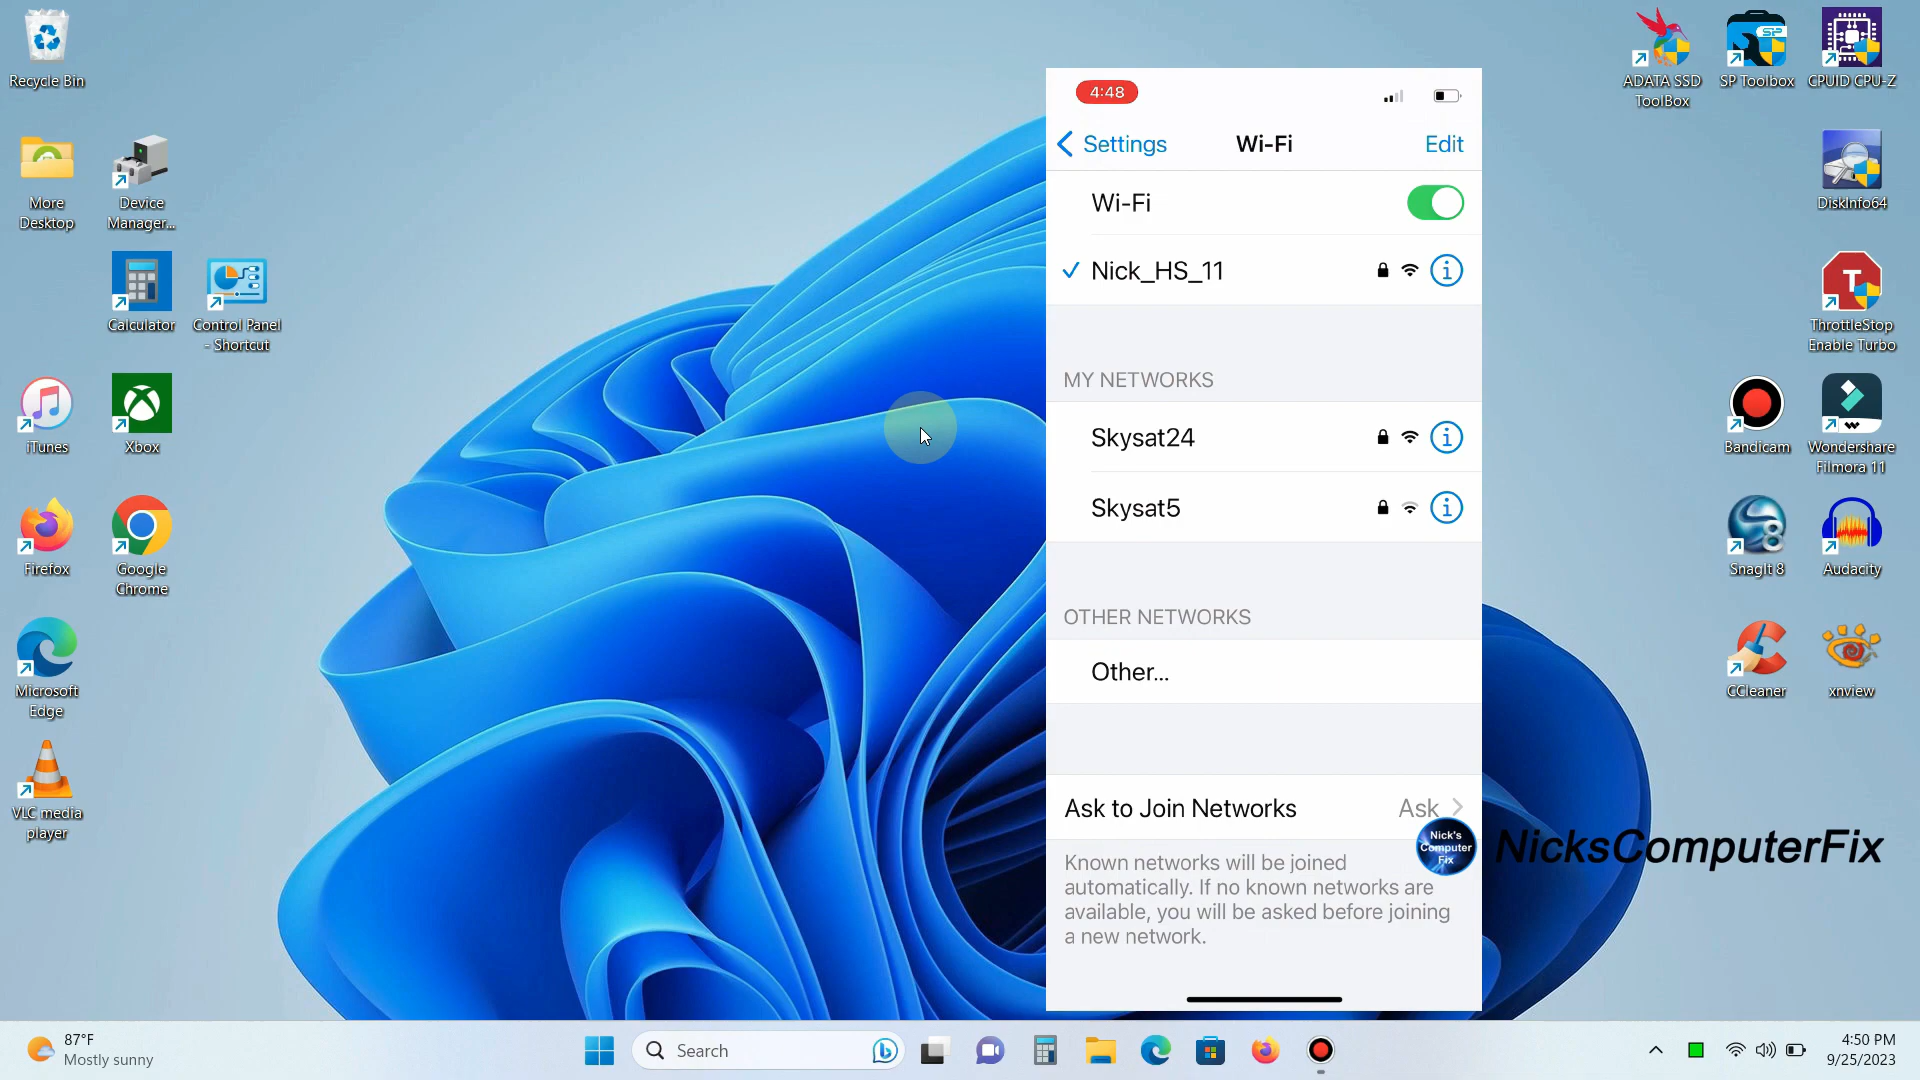 Recycle Bin
More
Desktop
Device
Manager...
Calculator
Control Panel
- Shortcut
iTunes
Xbox
Firefox
Google
Chrome
Microsoft
Edge
VLC media
player
4:48
Settings
Wi-Fi
Edit
Wi-Fi
Nick_HS_11
MY NETWORKS
Skysat24
Skysat5
OTHER NETWORKS
Other...
Ask to Join Networks
Ask
Known networks will be joined
automatically. If no known networks are
available, you will be asked before joining
a new network.
Nick's
Computer
Fix
NicksComputerFix
ADATA SSD
ToolBox
SP
SP Toolbox
CPUID CPU-Z
DiskInfo64
T
ThrottleStop
Enable Turbo
Bandicam
Wondershare
Filmora 11
8
SnagIt 8
Audacity
CCleaner
xnview
87°F
Mostly sunny
Search
4:50 PM
9/25/2023